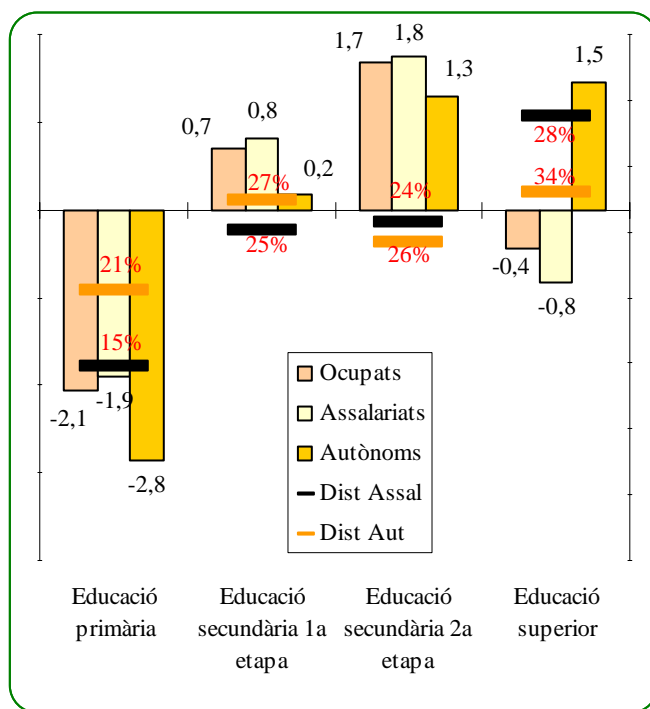 1,7
1,8
1,3
1,5
0,7
0,8
0,2
27%
25%
24%
26%
28%
34%
-0,4
-0,8
21%
15%
-2,1
-1,9
-2,8
Ocupats
Assalariats
Autònoms
Dist Assal
Dist Aut
Educació
primària
Educació
secundària 1a
etapa
Educació
secundària 2a
etapa
Educació
superior